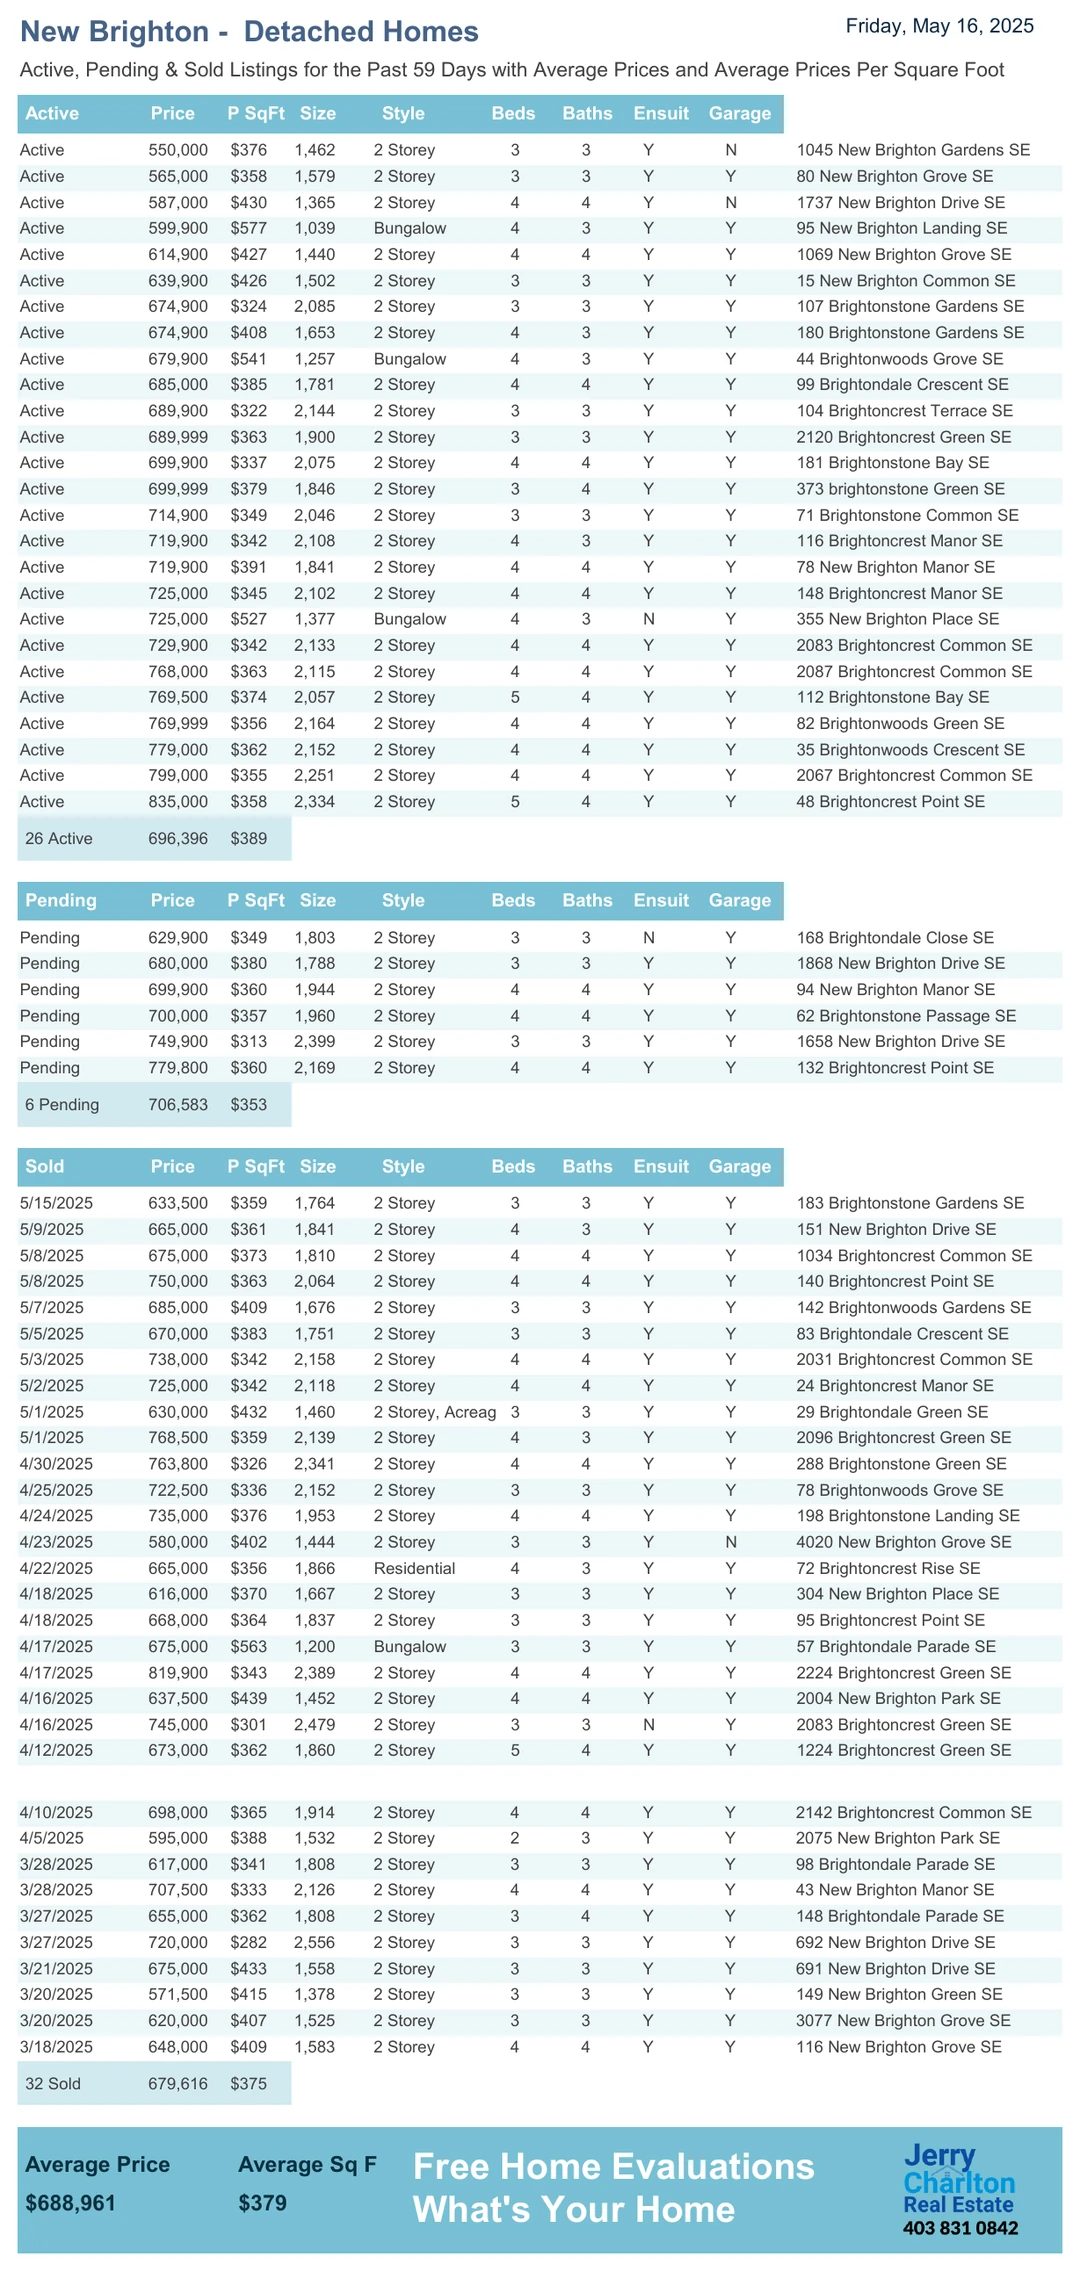 New Brighton - Detached Homes
Friday, May 16, 2025
Active, Pending & Sold Listings for the Past 59 Days with Average Prices and Average Prices Per Square Foot
Active Price P SqFt Size Style Beds Baths Ensuit Garage
Active 550,000 $376 1,462 2 Storey 3 3 Y N 1045 New Brighton Gardens SE
Active 565,000 $358 1,579 2 Storey 3 3 Y Y 80 New Brighton Grove SE
Active 587,000 $430 1,365 2 Storey 4 4 Y N 1737 New Brighton Drive SE
Active 599,900 $577 1,039 Bungalow 4 3 Y Y 95 New Brighton Landing SE
Active 614,900 $427 1,440 2 Storey 4 4 Y Y 1069 New Brighton Grove SE
Active 639,900 $426 1,502 2 Storey 3 3 Y Y 15 New Brighton Common SE
Active 674,900 $324 2,085 2 Storey 3 3 Y Y 107 Brightonstone Gardens SE
Active 674,900 $408 1,653 2 Storey 4 3 Y Y 180 Brightonstone Gardens SE
Active 679,900 $541 1,257 Bungalow 4 3 Y Y 44 Brightonwoods Grove SE
Active 685,000 $385 1,781 2 Storey 4 4 Y Y 99 Brightondale Crescent SE
Active 689,900 $322 2,144 2 Storey 3 3 Y Y 104 Brightoncrest Terrace SE
Active 689,999 $363 1,900 2 Storey 3 3 Y Y 2120 Brightoncrest Green SE
Active 699,900 $337 2,075 2 Storey 4 4 Y Y 181 Brightonstone Bay SE
Active 699,999 $379 1,846 2 Storey 3 4 Y Y 373 brightonstone Green SE
Active 714,900 $349 2,046 2 Storey 3 3 Y Y 71 Brightonstone Common SE
Active 719,900 $342 2,108 2 Storey 4 3 Y Y 116 Brightoncrest Manor SE
Active 719,900 $391 1,841 2 Storey 4 4 Y Y 78 New Brighton Manor SE
Active 725,000 $345 2,102 2 Storey 4 4 Y Y 148 Brightoncrest Manor SE
Active 725,000 $527 1,377 Bungalow 4 3 N Y 355 New Brighton Place SE
Active 729,900 $342 2,133 2 Storey 4 4 Y Y 2083 Brightoncrest Common SE
Active 768,000 $363 2,115 2 Storey 4 4 Y Y 2087 Brightoncrest Common SE
Active 769,500 $374 2,057 2 Storey 5 4 Y Y 112 Brightonstone Bay SE
Active 769,999 $356 2,164 2 Storey 4 4 Y Y 82 Brightonwoods Green SE
Active 779,000 $362 2,152 2 Storey 4 4 Y Y 35 Brightonwoods Crescent SE
Active 799,000 $355 2,251 2 Storey 4 4 Y Y 2067 Brightoncrest Common SE
Active 835,000 $358 2,334 2 Storey 5 4 Y Y 48 Brightoncrest Point SE
26 Active 696,396 $389
Pending Price P SqFt Size Style Beds Baths Ensuit Garage
Pending 629,900 $349 1,803 2 Storey 3 3 N Y 168 Brightondale Close SE
Pending 680,000 $380 1,788 2 Storey 3 3 Y Y 1868 New Brighton Drive SE
Pending 699,900 $360 1,944 2 Storey 4 4 Y Y 94 New Brighton Manor SE
Pending 700,000 $357 1,960 2 Storey 4 4 Y Y 62 Brightonstone Passage SE
Pending 749,900 $313 2,399 2 Storey 3 3 Y Y 1658 New Brighton Drive SE
Pending 779,800 $360 2,169 2 Storey 4 4 Y Y 132 Brightoncrest Point SE
6 Pending 706,583 $353
Sold Price P SqFt Size Style Beds Baths Ensuit Garage
5/15/2025 633,500 $359 1,764 2 Storey 3 3 Y Y 183 Brightonstone Gardens SE
5/9/2025 665,000 $361 1,841 2 Storey 4 3 Y Y 151 New Brighton Drive SE
5/8/2025 675,000 $373 1,810 2 Storey 4 4 Y Y 1034 Brightoncrest Common SE
5/8/2025 750,000 $363 2,064 2 Storey 4 4 Y Y 140 Brightoncrest Point SE
5/7/2025 685,000 $409 1,676 2 Storey 3 3 Y Y 142 Brightonwoods Gardens SE
5/5/2025 670,000 $383 1,751 2 Storey 3 3 Y Y 83 Brightondale Crescent SE
5/3/2025 738,000 $342 2,158 2 Storey 4 4 Y Y 2031 Brightoncrest Common SE
5/2/2025 725,000 $342 2,118 2 Storey 4 4 Y Y 24 Brightoncrest Manor SE
5/1/2025 630,000 $432 1,460 2 Storey, Acreag 3 3 Y Y 29 Brightondale Green SE
5/1/2025 768,500 $359 2,139 2 Storey 4 3 Y Y 2096 Brightoncrest Green SE
4/30/2025 763,800 $326 2,341 2 Storey 4 4 Y Y 288 Brightonstone Green SE
4/25/2025 722,500 $336 2,152 2 Storey 3 3 Y Y 78 Brightonwoods Grove SE
4/24/2025 735,000 $376 1,953 2 Storey 4 4 Y Y 198 Brightonstone Landing SE
4/23/2025 580,000 $402 1,444 2 Storey 3 3 Y N 4020 New Brighton Grove SE
4/22/2025 665,000 $356 1,866 Residential 4 3 Y Y 72 Brightoncrest Rise SE
4/18/2025 616,000 $370 1,667 2 Storey 3 3 Y Y 304 New Brighton Place SE
4/18/2025 668,000 $364 1,837 2 Storey 3 3 Y Y 95 Brightoncrest Point SE
4/17/2025 675,000 $563 1,200 Bungalow 3 3 Y Y 57 Brightondale Parade SE
4/17/2025 819,900 $343 2,389 2 Storey 4 4 Y Y 2224 Brightoncrest Green SE
4/16/2025 637,500 $439 1,452 2 Storey 4 4 Y Y 2004 New Brighton Park SE
4/16/2025 745,000 $301 2,479 2 Storey 3 3 N Y 2083 Brightoncrest Green SE
4/12/2025 673,000 $362 1,860 2 Storey 5 4 Y Y 1224 Brightoncrest Green SE
4/10/2025 698,000 $365 1,914 2 Storey 4 4 Y Y 2142 Brightoncrest Common SE
4/5/2025 595,000 $388 1,532 2 Storey 2 3 Y Y 2075 New Brighton Park SE
3/28/2025 617,000 $341 1,808 2 Storey 3 3 Y Y 98 Brightondale Parade SE
3/28/2025 707,500 $333 2,126 2 Storey 4 4 Y Y 43 New Brighton Manor SE
3/27/2025 655,000 $362 1,808 2 Storey 3 4 Y Y 148 Brightondale Parade SE
3/27/2025 720,000 $282 2,556 2 Storey 3 3 Y Y 692 New Brighton Drive SE
3/21/2025 675,000 $433 1,558 2 Storey 3 3 Y Y 691 New Brighton Drive SE
3/20/2025 571,500 $415 1,378 2 Storey 3 3 Y Y 149 New Brighton Green SE
3/20/2025 620,000 $407 1,525 2 Storey 3 3 Y Y 3077 New Brighton Grove SE
3/18/2025 648,000 $409 1,583 2 Storey 4 4 Y Y 116 New Brighton Grove SE
32 Sold 679,616 $375
Average Price Average Sq F
$688,961 $379
Free Home Evaluations
What's Your Home
Jerry
Charlton
Real Estate
403 831 0842